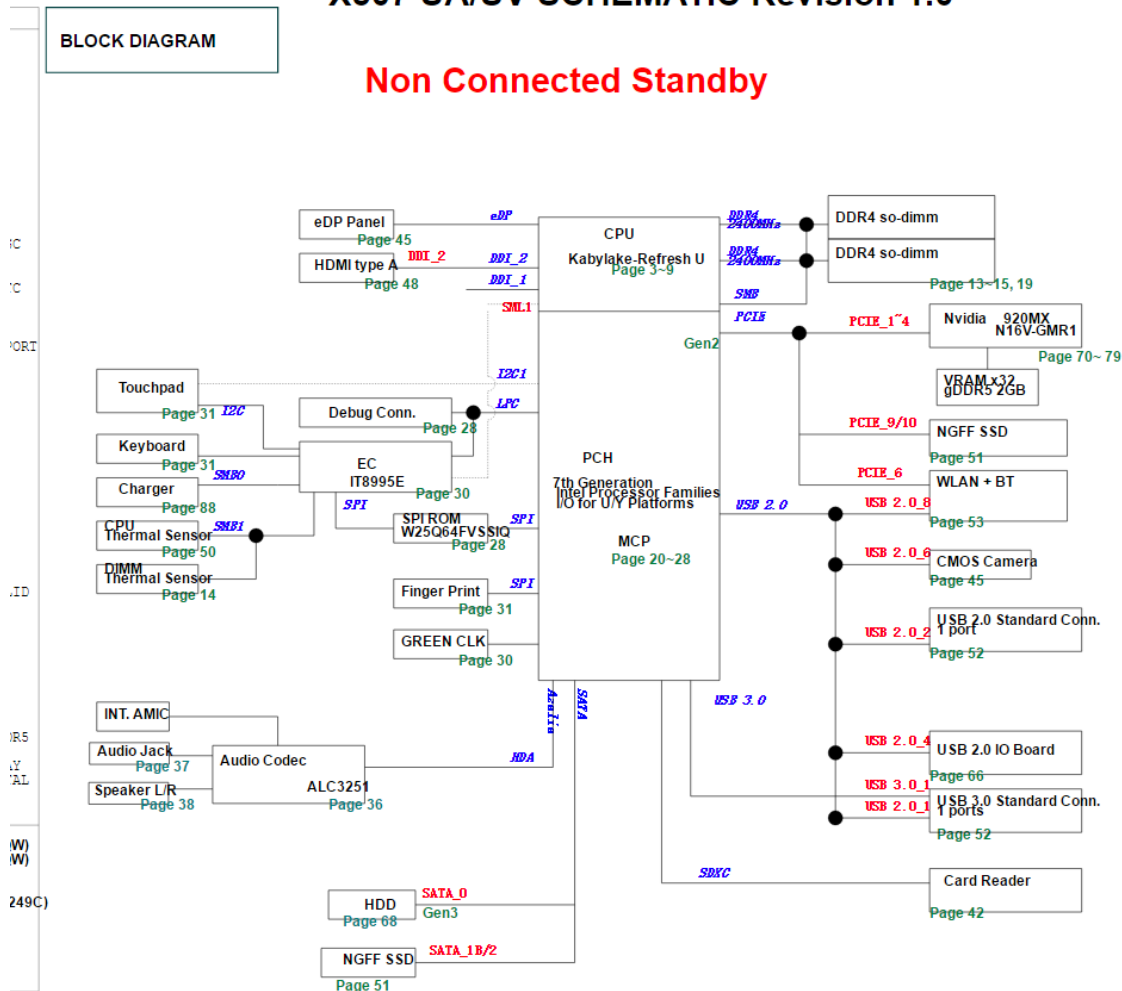 BLOCK DIAGRAM
Non Connected Standby
eDP Panel
Page 45
eDP
HDMI type A
Page 48
DDI_2
DDI_2
DDI_1
SML1
CPU
Kabylake-Refresh U
Page 3~9
DDR4
2400MHz
DDR4
2400MHz
SMB
PCIE
Gen2
DDR4 so-dimm
DDR4 so-dimm
Page 13~15, 19
PCIE_1~4
Nvidia 920MX
N16V-GMR1
Page 70~ 79
VRAM x32
gDDR5 2GB
PORT
Touchpad
Page 31
I2C
I2C1
LPC
Debug Conn.
Page 28
Keyboard
Page 31
EC
IT8995E
Page 30
SMB0
Charger
Page 88
SPI
CPU
Thermal Sensor
Page 50
SMB1
DIMM
Thermal Sensor
Page 14
SPI ROM
W25Q64FVSSIQ
Page 28
SPI
Finger Print
Page 31
SPI
GREEN CLK
Page 30
PCH
7th Generation
Intel Processor Families
I/O for U/Y Platforms
MCP
Page 20~28
USB 2.0
PCIE_9/10
NGFF SSD
Page 51
PCIE_6
WLAN + BT
USB 2.0_8
Page 53
USB 2.0_6
CMOS Camera
Page 45
USB 2.0_2
USB 2.0 Standard Conn.
1 port
Page 52
Azalia
SATA
USB 3.0
USB 2.0_4
USB 2.0 IO Board
Page 66
USB 3.0_1
USB 2.0_1
USB 3.0 Standard Conn.
1 ports
Page 52
INT. AMIC
Audio Jack
Page 37
Speaker L/R
Page 38
Audio Codec
ALC3251
Page 36
HDA
SDXC
Card Reader
Page 42
HDD
Page 68
SATA_0
Gen3
NGFF SSD
Page 51
SATA_1B/2
249C)